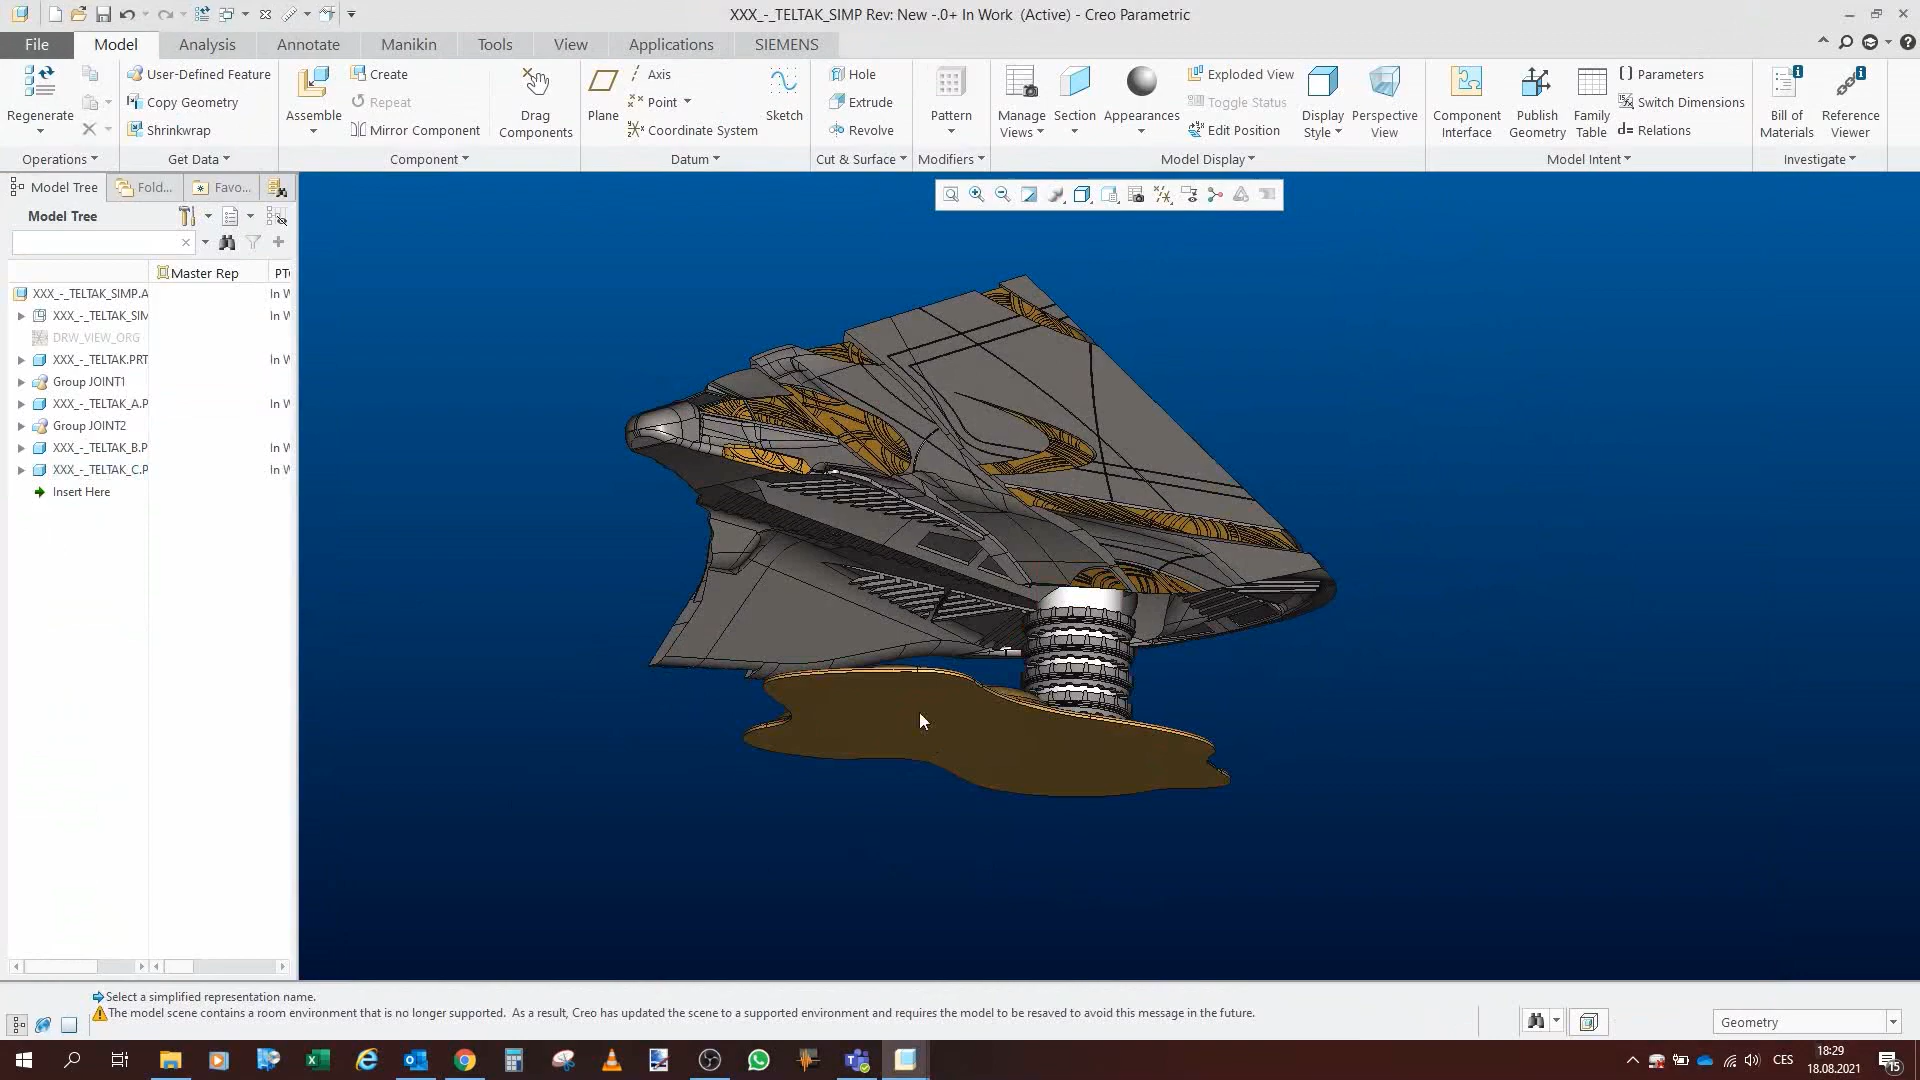 XXX_-_TELTAK_SIMP Rev: New -.0+ In Work (Active) - Creo Parametric
File Model Analysis Annotate Manikin Tools View Applications SIEMENS
Regenerate
User-Defined Feature
Copy Geometry
Shrinkwrap
Assemble
Create
Repeat
Mirror Component
Drag
Components
Plane
Axis
Point
Coordinate System
Sketch
Hole
Extrude
Revolve
Pattern
Manage
Views
Section
Appearances
Exploded View
Toggle Status
Edit Position
Display
Style
Perspective
View
Component
Interface
Publish
Geometry
Family
Table
Parameters
Switch Dimensions
d= Relations
Bill of
Materials
Reference
Viewer
Operations Get Data Component Datum Cut & Surface Modifiers Model Display Model Intent Investigate
Model Tree Fold... Favo...
Model Tree
Master Rep
XXX_-_TELTAK_SIMP.A In W
XXX_-_TELTAK_SIM In W
DRW_VIEW_ORG
XXX_-_TELTAK.PRT In W
Group JOINT1
XXX_-_TELTAK_A.P In W
Group JOINT2
XXX_-_TELTAK_B.P In W
XXX_-_TELTAK_C.P In W
Insert Here
Select a simplified representation name.
The model scene contains a room environment that is no longer supported. As a result, Creo has updated the scene to a supported environment and requires the model to be resaved to avoid this message in the future.
Geometry
CES
18:29
18.08.2021
15